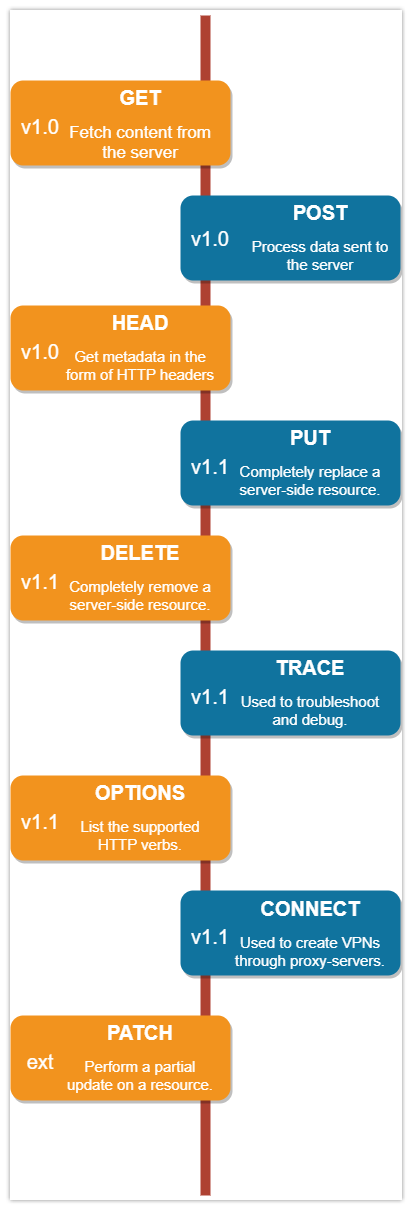 GET
v1.0
Fetch content from
the server
POST
v1.0
Process data sent to
the server
HEAD
v1.0
Get metadata in the
form of HTTP headers
PUT
v1.1
Completely replace a
server-side resource.
DELETE
v1.1
Completely remove a
server-side resource.
TRACE
v1.1
Used to troubleshoot
and debug.
OPTIONS
v1.1
List the supported
HTTP verbs.
CONNECT
v1.1
Used to create VPNs
through proxy-servers.
PATCH
ext
Perform a partial
update on a resource.